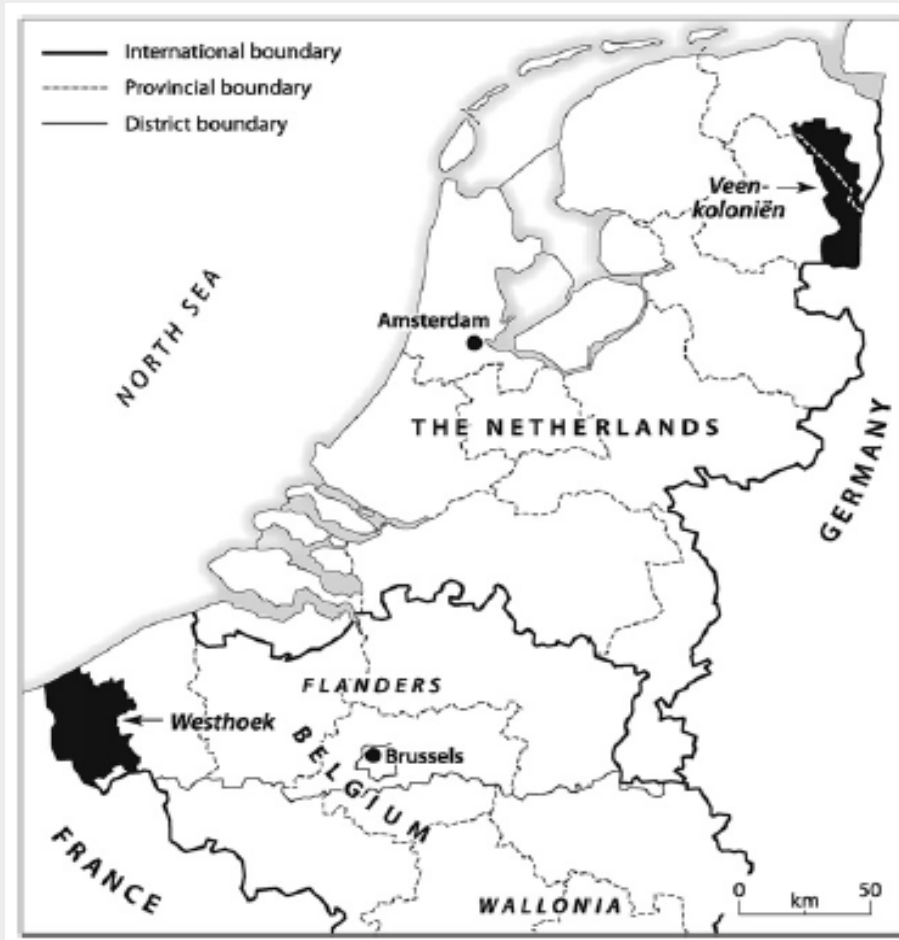 International boundary
Provincial boundary
District boundary
Veen-
koloniën
NORTH SEA
Amsterdam
THE NETHERLANDS
GERMANY
FLANDERS
Westhoek
BELGIUM
Brussels
FRANCE
WALLONIA
0 50
km